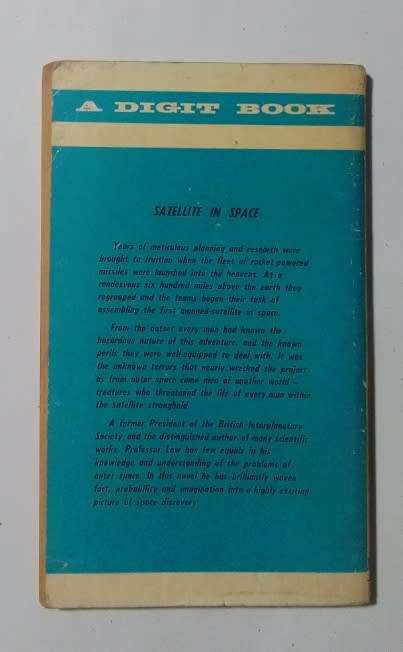 A DIGIT BOOK
SATELLITE IN SPACE
Years of meticulous planning and research were
brought to fruition when the fleet of rocket-powered
missiles were launched into the heavens. At a
rendezvous six hundred miles above the earth they
regrouped and the teams began their task of
assembling the first manned-satellite in space.
From the outset every man had known the
hazardous nature of this adventure, and the known
perils they were well-equipped to deal with. It was
the unknown terrors that nearly wrecked the project
as from outer space came men of another world —
creatures who threatened the life of every man within
the satellite stronghold
A former President of the British Interplanetary
Society and the distinguished author of many scientific
works, Professor Low has few equals in his
knowledge and understanding of the problems of
outer space. In this novel he has brilliantly woven
fact, probability and imagination into a highly exciting
picture of space discovery